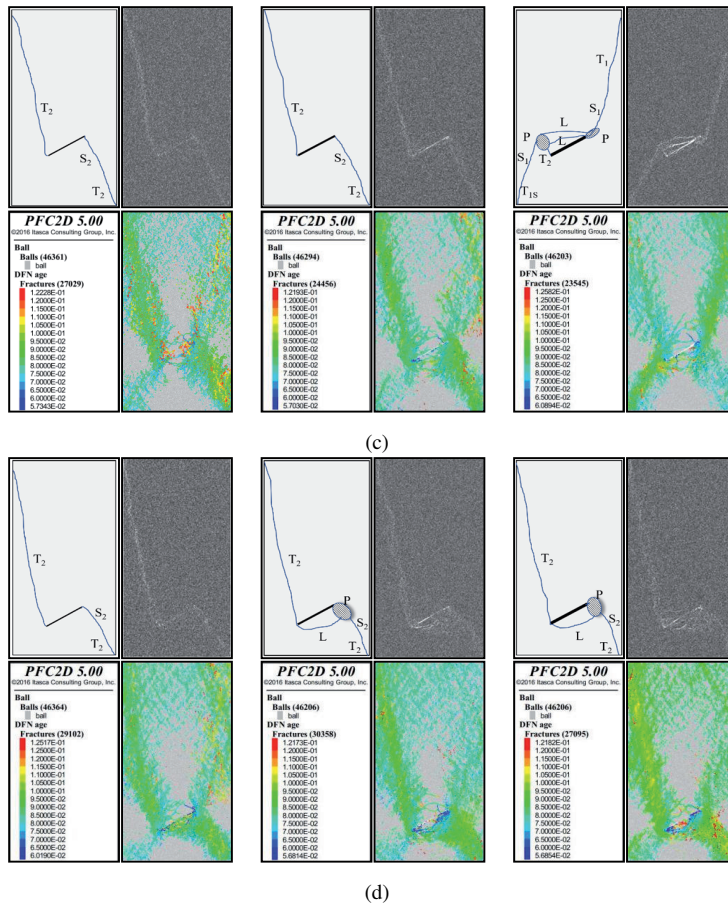 T2
S2
T2
T2
S2
T2
T1
S1
L
P
L
P
S1
T2
T1S
PFC2D 5.00
©2016 Itasca Consulting Group, Inc.
Ball
Balls (46361)
ball
DFN age
Fractures (27029)
1.2228E-01
1.2000E-01
1.1500E-01
1.1000E-01
1.0500E-01
1.0000E-01
9.5000E-02
9.0000E-02
8.5000E-02
8.0000E-02
7.5000E-02
7.0000E-02
6.5000E-02
6.0000E-02
5.7343E-02
PFC2D 5.00
©2016 Itasca Consulting Group, Inc.
Ball
Balls (46294)
ball
DFN age
Fractures (24456)
1.2193E-01
1.2000E-01
1.1500E-01
1.1000E-01
1.0500E-01
1.0000E-01
9.5000E-02
9.0000E-02
8.5000E-02
8.0000E-02
7.5000E-02
7.0000E-02
6.5000E-02
6.0000E-02
5.7030E-02
PFC2D 5.00
©2016 Itasca Consulting Group, Inc.
Ball
Balls (46203)
ball
DFN age
Fractures (23545)
1.2582E-01
1.2500E-01
1.2000E-01
1.1500E-01
1.1000E-01
1.0500E-01
1.0000E-01
9.5000E-02
9.0000E-02
8.5000E-02
8.0000E-02
7.5000E-02
7.0000E-02
6.5000E-02
6.0894E-02
(c)
T2
S2
T2
T2
P
S2
L
T2
T2
P
S2
L
T2
PFC2D 5.00
©2016 Itasca Consulting Group, Inc.
Ball
Balls (46364)
ball
DFN age
Fractures (29102)
1.2517E-01
1.2500E-01
1.2000E-01
1.1500E-01
1.1000E-01
1.0500E-01
1.0000E-01
9.5000E-02
9.0000E-02
8.5000E-02
8.0000E-02
7.5000E-02
7.0000E-02
6.5000E-02
6.0190E-02
PFC2D 5.00
©2016 Itasca Consulting Group, Inc.
Ball
Balls (46206)
ball
DFN age
Fractures (30358)
1.2173E-01
1.2000E-01
1.1500E-01
1.1000E-01
1.0500E-01
1.0000E-01
9.5000E-02
9.0000E-02
8.5000E-02
8.0000E-02
7.5000E-02
7.0000E-02
6.5000E-02
6.0000E-02
5.6814E-02
PFC2D 5.00
©2016 Itasca Consulting Group, Inc.
Ball
Balls (46206)
ball
DFN age
Fractures (27095)
1.2182E-01
1.2000E-01
1.1500E-01
1.1000E-01
1.0500E-01
1.0000E-01
9.5000E-02
9.0000E-02
8.5000E-02
8.0000E-02
7.5000E-02
7.0000E-02
6.5000E-02
6.0000E-02
5.6854E-02
(d)